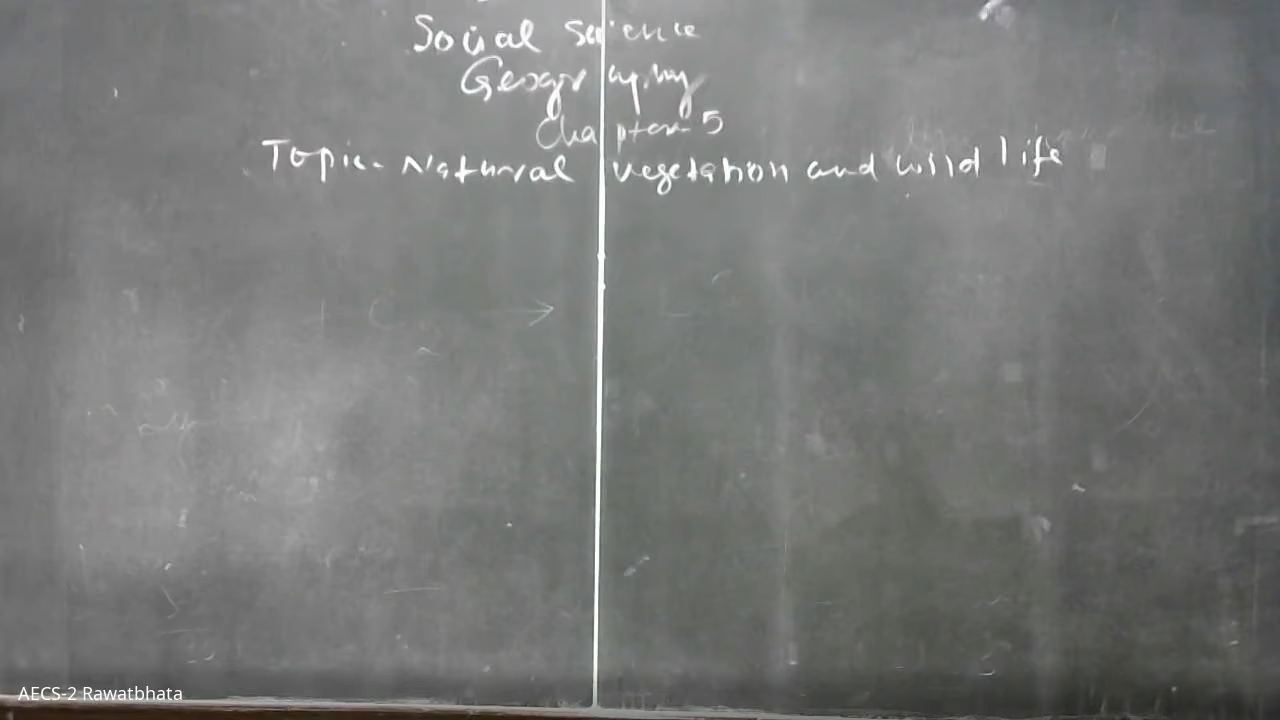 Social science
Geography
Chapter-5
Topic- Natural vegetation and wild life
AECS-2 Rawatbhata